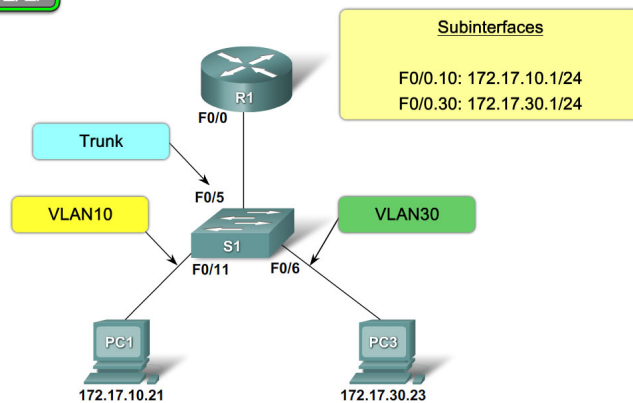 Subinterfaces
F0/0.10: 172.17.10.1/24
F0/0.30: 172.17.30.1/24
R1
F0/0
Trunk
F0/5
VLAN10
VLAN30
S1
F0/11
F0/6
PC1
PC3
172.17.10.21
172.17.30.23